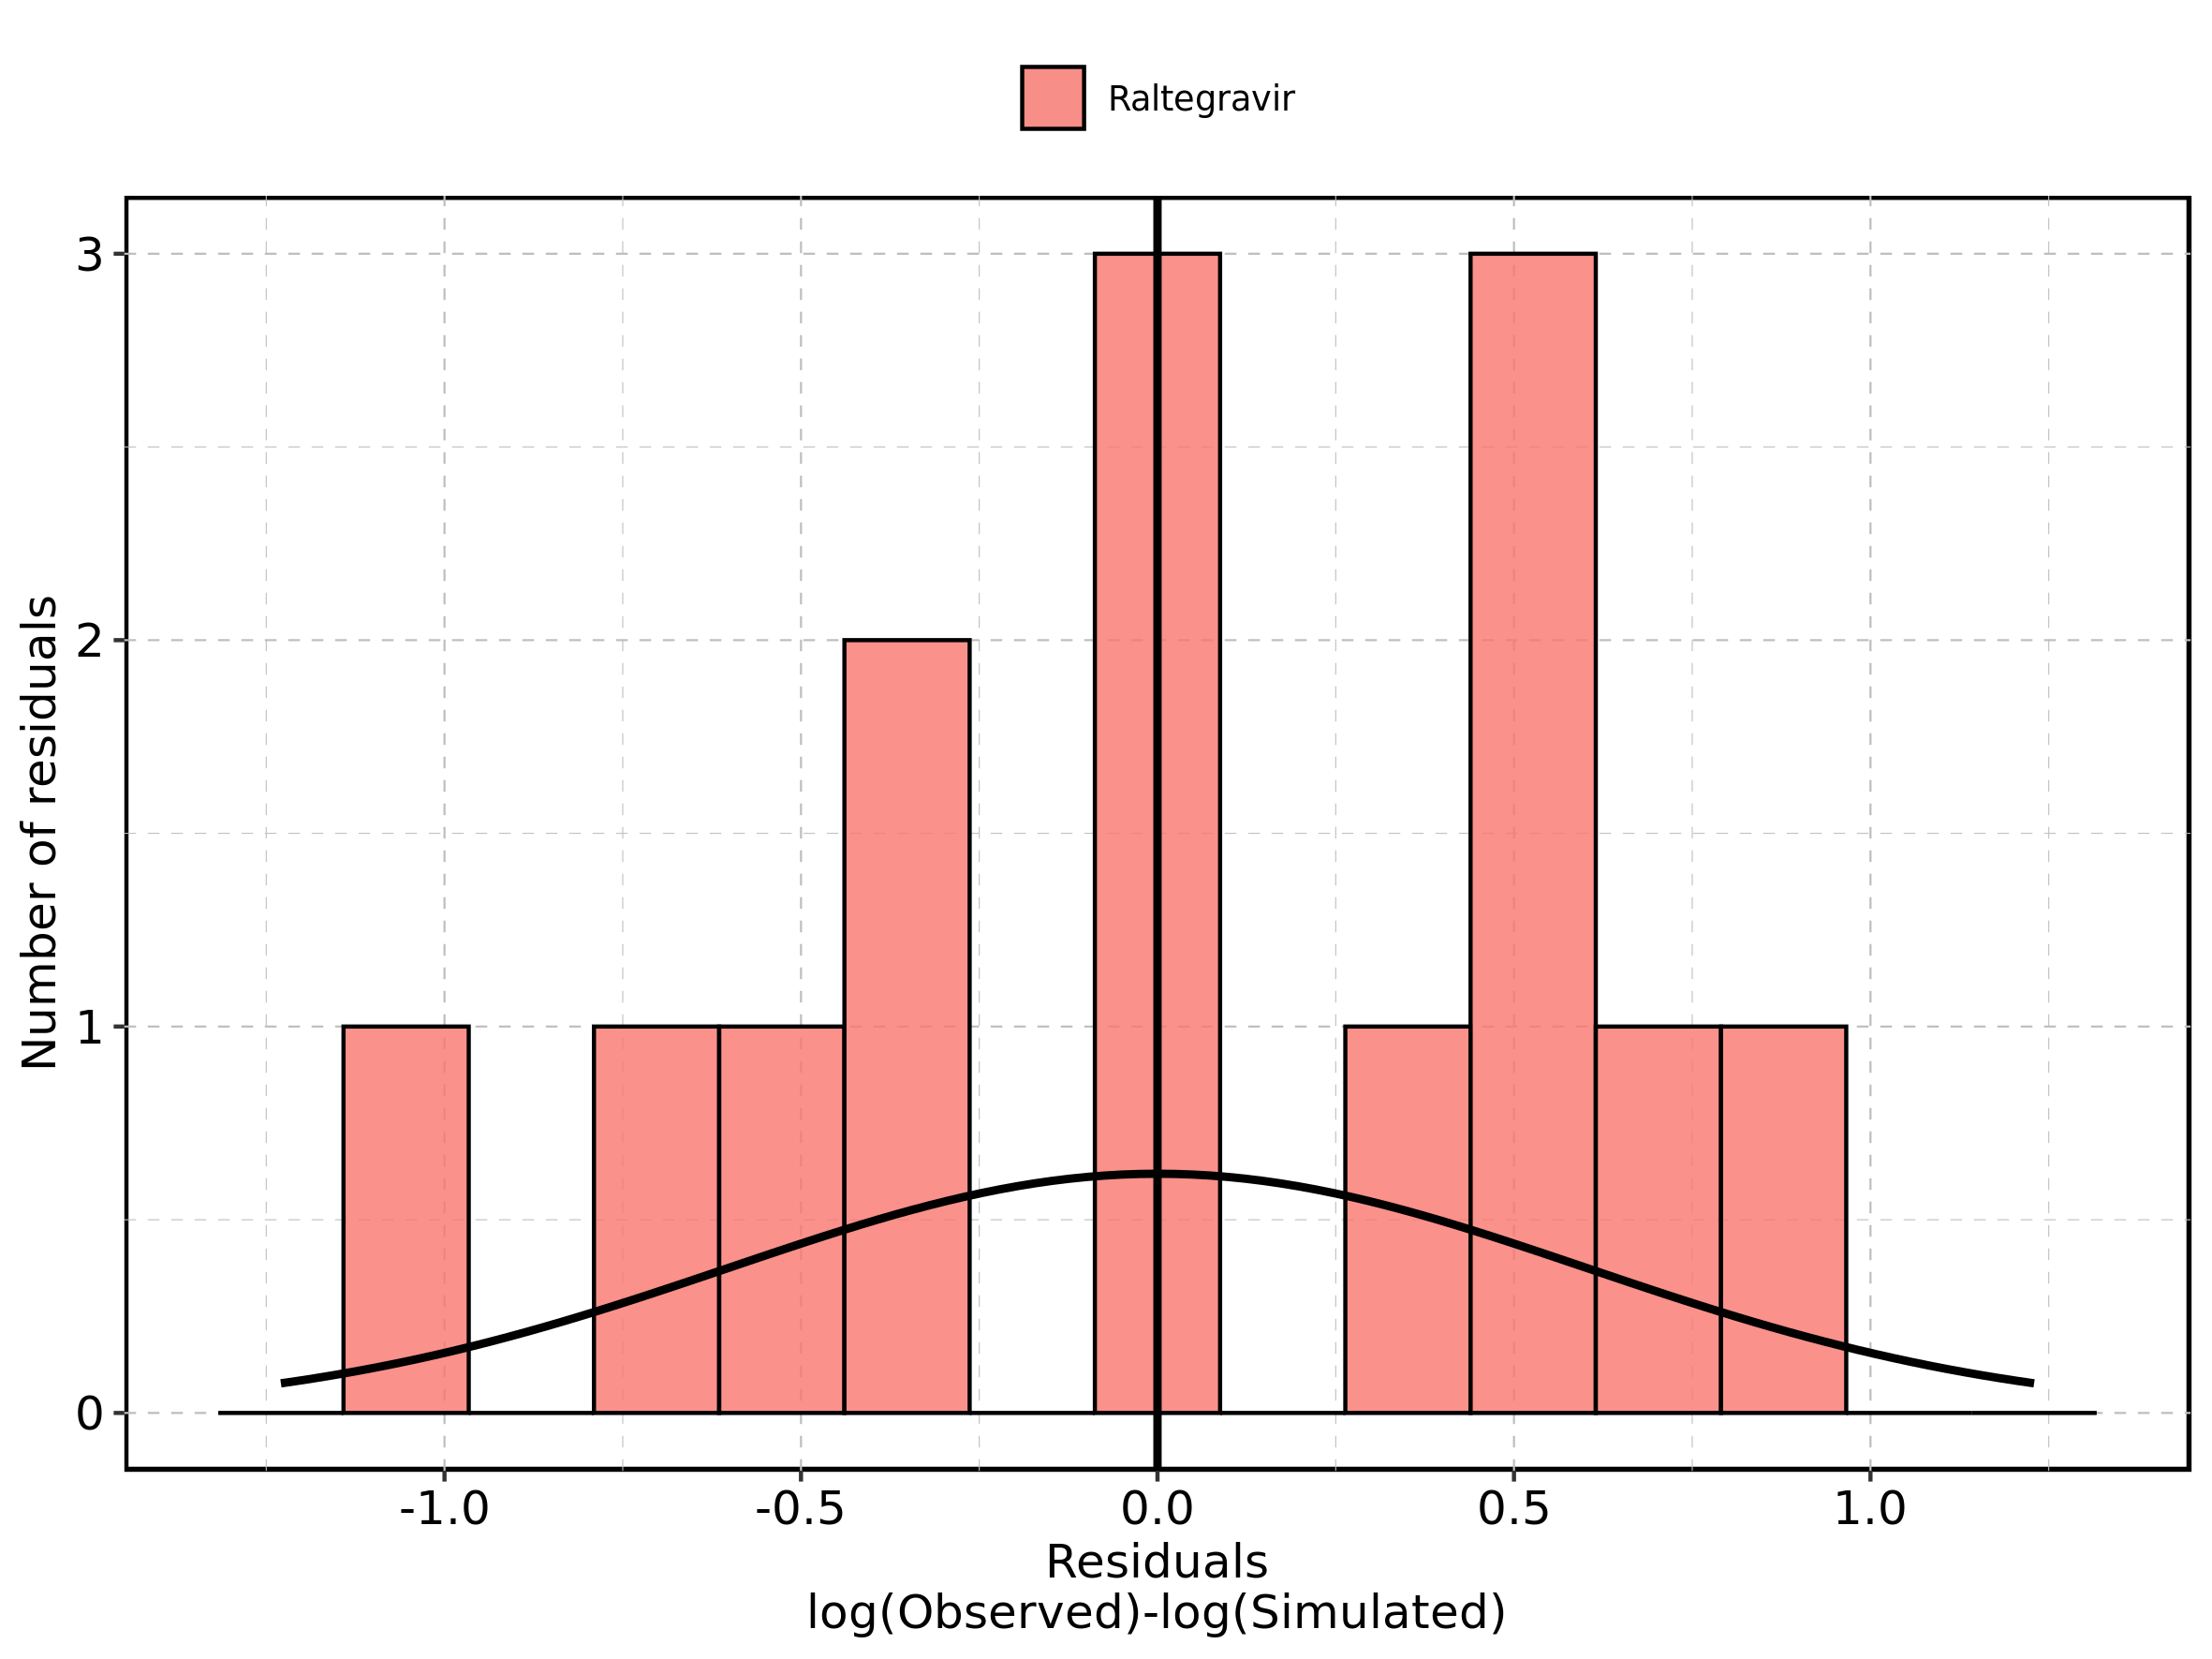 Raltegravir
3
2
1
0
Number of residuals
-1.0 -0.5 0.0 0.5 1.0
Residuals
log(Observed)-log(Simulated)